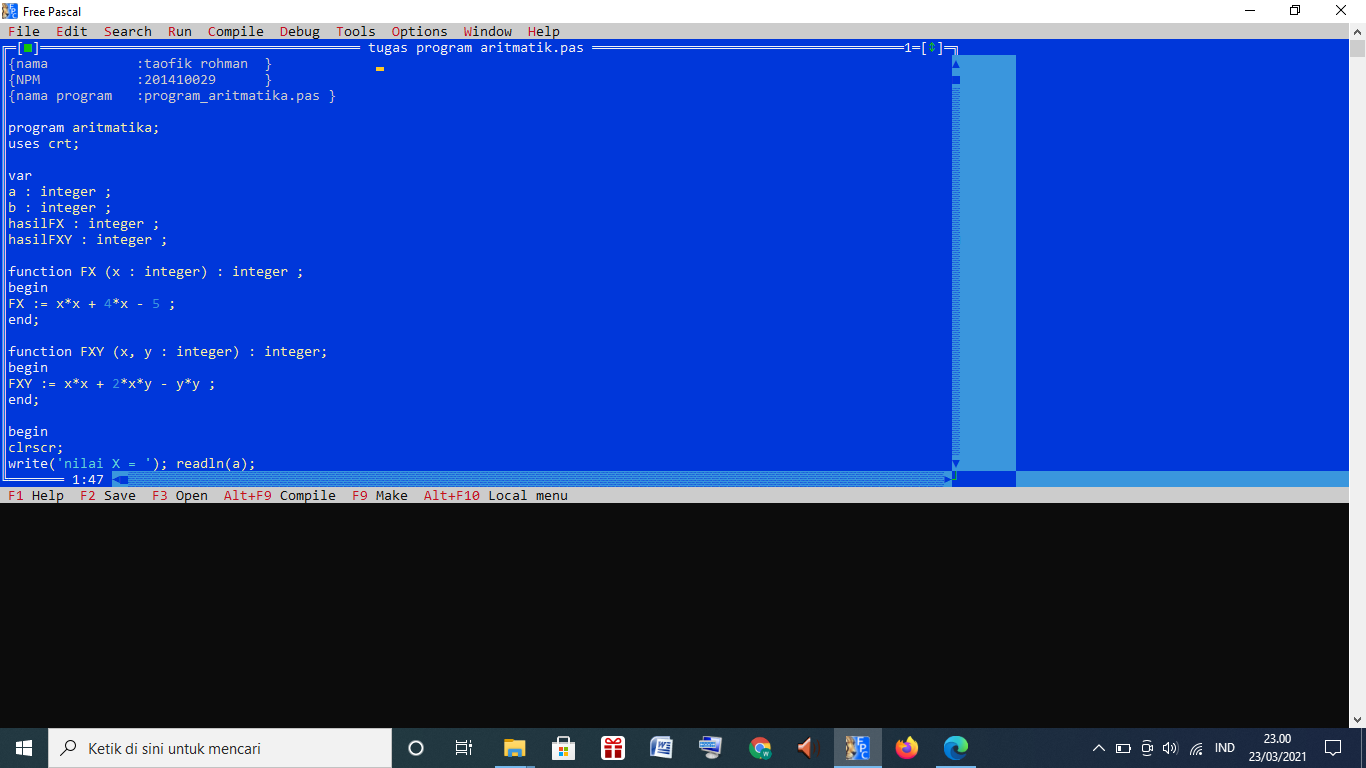 Free Pascal
File Edit Search Run Compile Debug Tools Options Window Help
[■] tugas program aritmatik.pas 1=[↕]
{nama           :taofik rohman  }
{NPM            :201410029      }
{nama program   :program_aritmatika.pas }
program aritmatika;
uses crt;
var
a : integer ;
b : integer ;
hasilFX : integer ;
hasilFXY : integer ;
function FX (x : integer) : integer ;
begin
FX := x*x + 4*x - 5 ;
end;
function FXY (x, y : integer) : integer;
begin
FXY := x*x + 2*x*y - y*y ;
end;
begin
clrscr;
write('nilai X = '); readln(a);
1:47
F1 Help F2 Save F3 Open Alt+F9 Compile F9 Make Alt+F10 Local menu
Ketik di sini untuk mencari
IND
23.00
23/03/2021